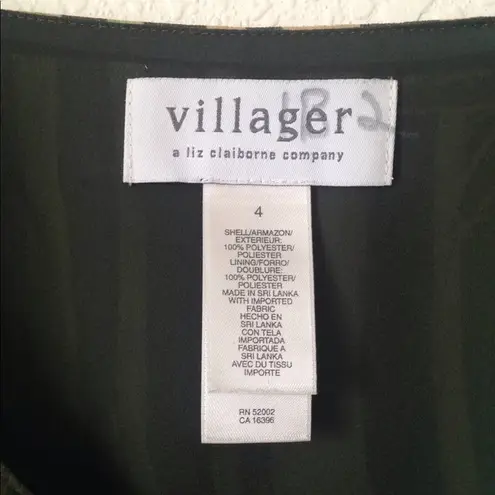 villager
a liz claiborne company
4
SHELL/ARMAZON/
EXTERIEUR:
100% POLYESTER/
POLIESTER
LINING/FORRO/
DOUBLURE:
100% POLYESTER/
POLIESTER
MADE IN SRI LANKA
WITH IMPORTED
FABRIC
HECHO EN
SRI LANKA
CON TELA
IMPORTADA
FABRIQUE A
SRI LANKA
AVEC DU TISSU
IMPORTE
RN 52002
CA 16396